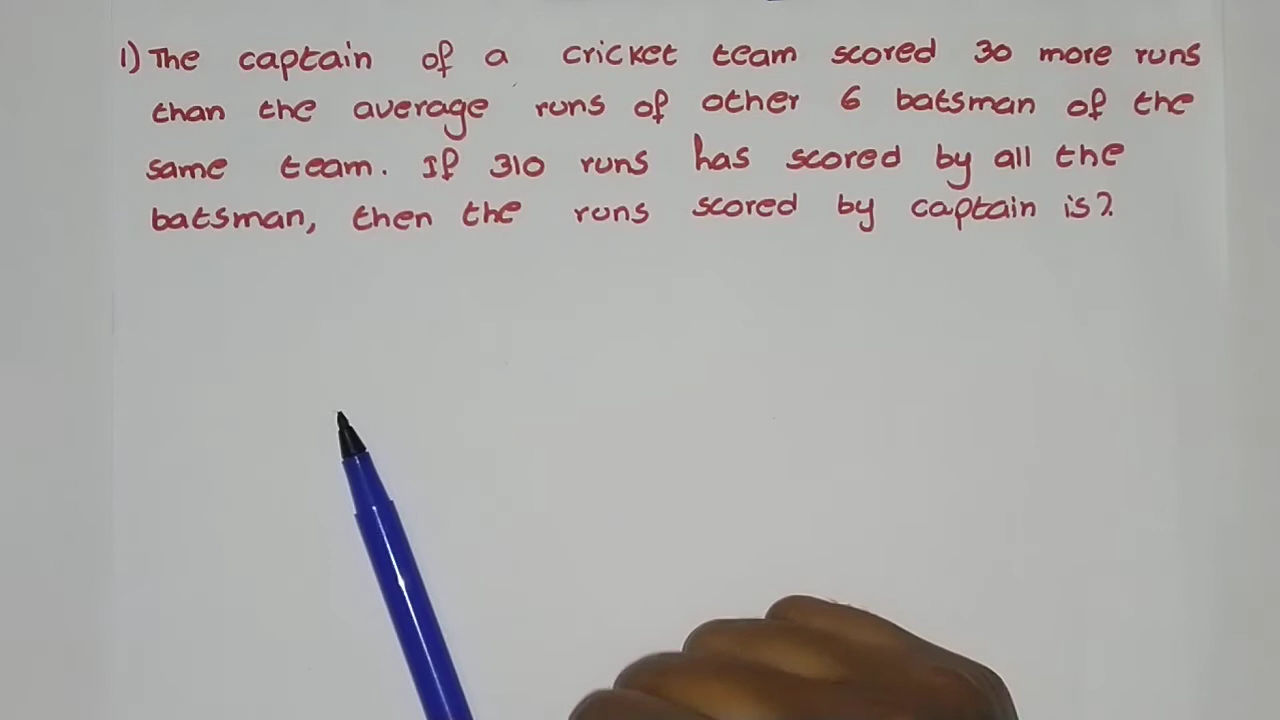 1) The captain of a cricket team scored 30 more runs
than the average runs of other 6 batsman of the
same team. If 310 runs has scored by all the
batsman, then the runs scored by captain is?